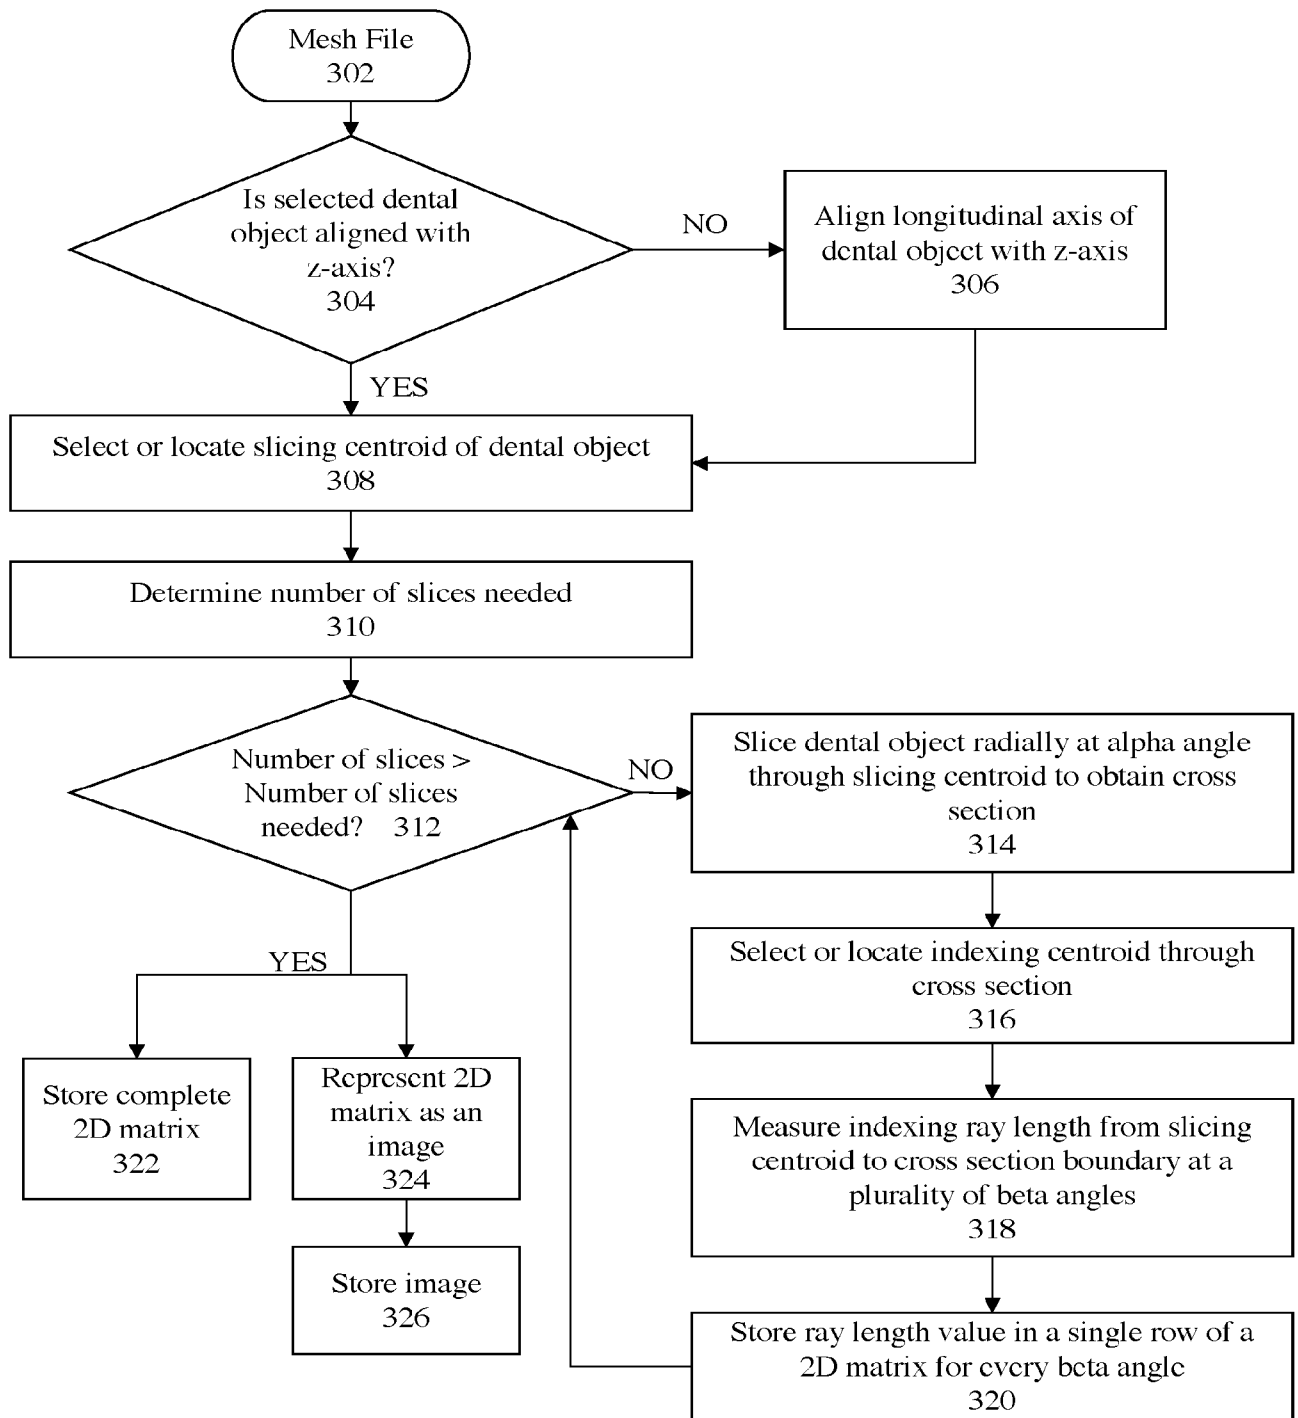 Mesh File
302
Is selected dental
object aligned with
z-axis?
304
NO
Align longitudinal axis of
dental object with z-axis
306
YES
Select or locate slicing centroid of dental object
308
Determine number of slices needed
310
Number of slices >
Number of slices
needed? 312
NO
Slice dental object radially at alpha angle
through slicing centroid to obtain cross
section
314
Select or locate indexing centroid through
cross section
316
Measure indexing ray length from slicing
centroid to cross section boundary at a
plurality of beta angles
318
Store ray length value in a single row of a
2D matrix for every beta angle
320
YES
Store complete
2D matrix
322
Represent 2D
matrix as an
image
324
Store image
326